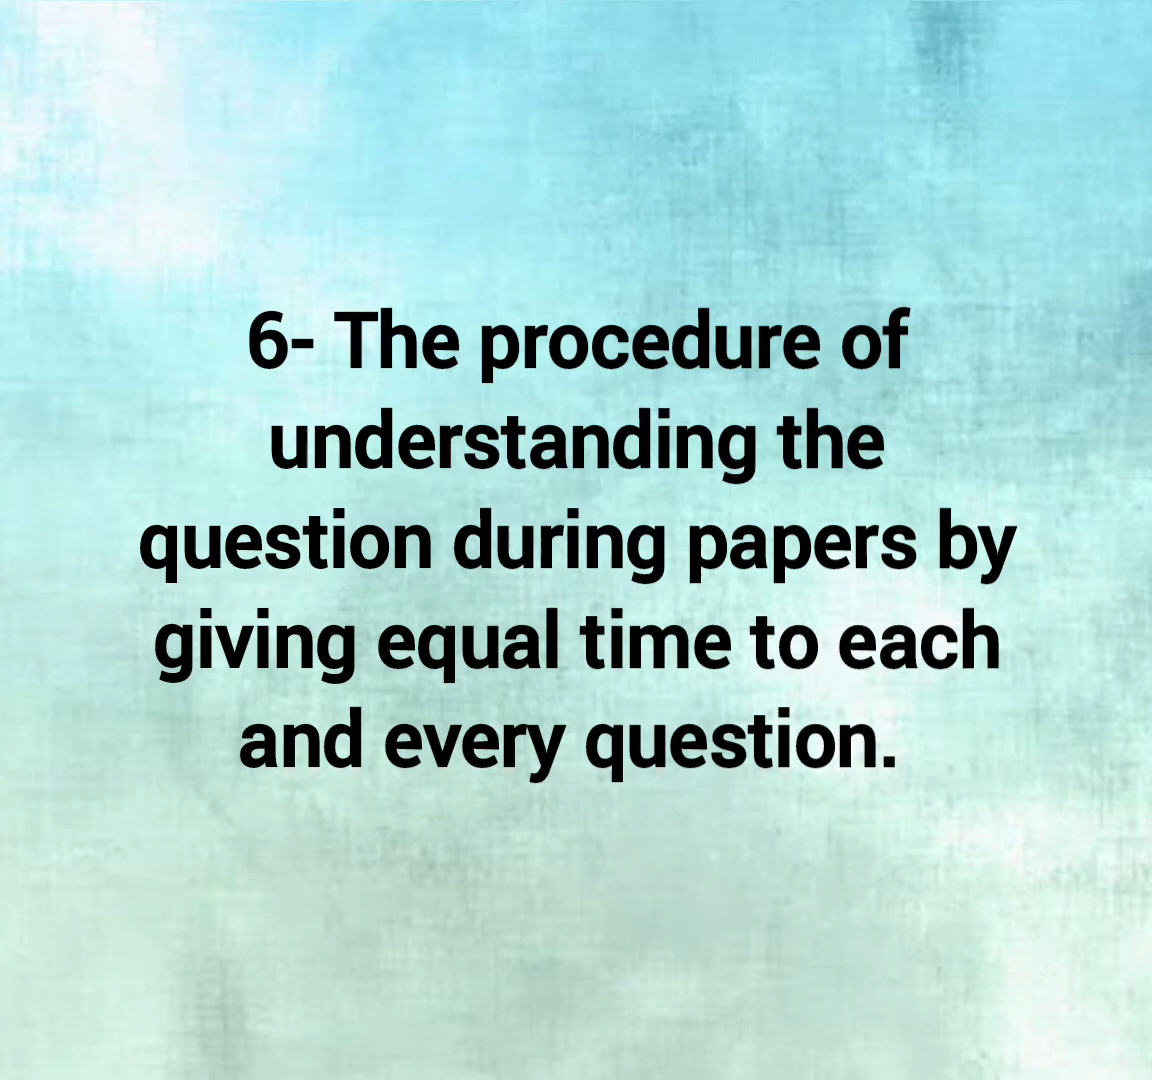 6- The procedure of
understanding the
question during papers by
giving equal time to each
and every question.